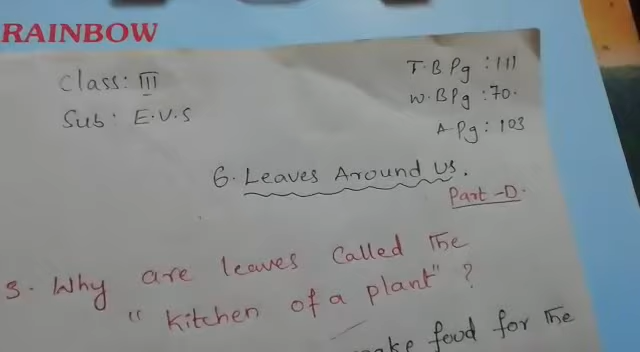 RAINBOW
Class: III
Sub: E.V.S
T.B Pg : 111
W.B Pg : 70.
A Pg : 103
6. Leaves Around Us.
Part -D.
3. Why are leaves called The
" kitchen of a plant" ?
make food for The